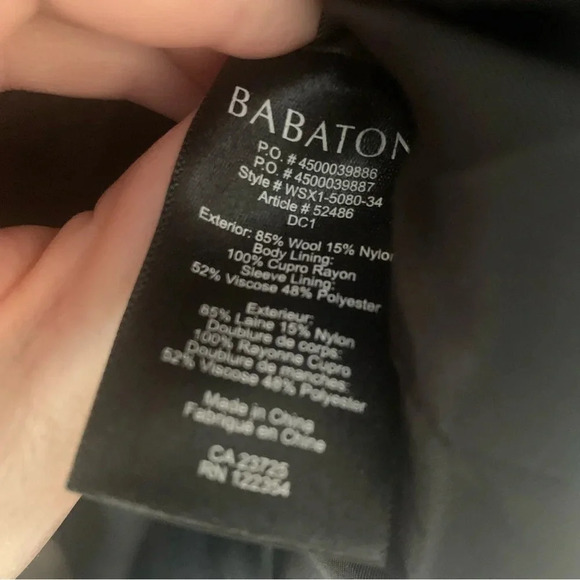 BABATON
P.O. # 4500039886
P.O. # 4500039887
Style # WSX1-5080-34
Article # 52486
DC1
Exterior: 85% Wool 15% Nylon
Body Lining:
100% Cupro Rayon
Sleeve Lining:
52% Viscose 48% Polyester
Exterieur:
85% Laine 15% Nylon
Doublure de corps:
100% Rayonne Cupro
Doublure de manches:
52% Viscose 48% Polyester
Made in China
Fabriqué en China
CA 23725
RN 122354